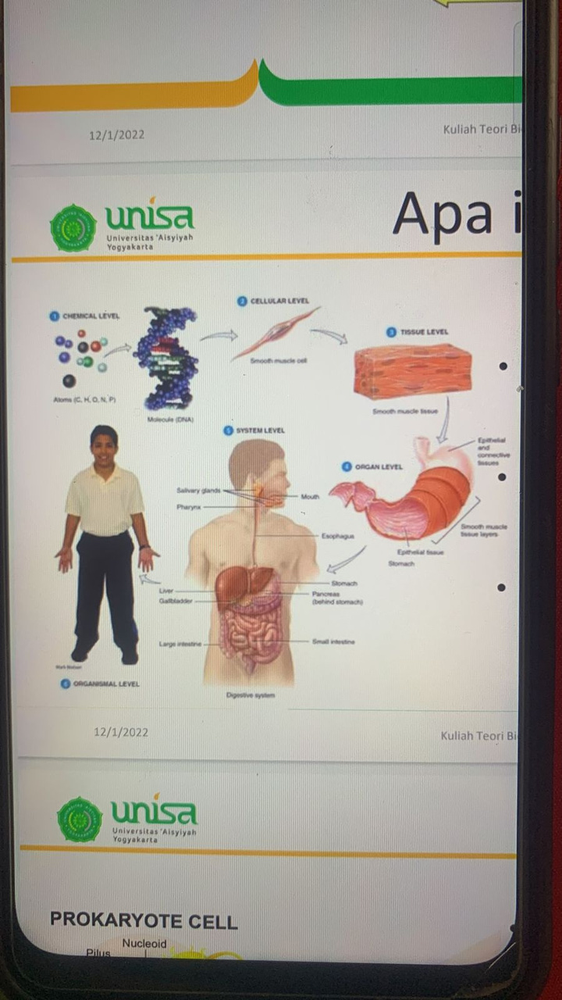 12/1/2022
Kuliah Teori Bi
unisa
Universitas 'Aisyiyah
Yogyakarta
Apa i
1 CHEMICAL LEVEL
2 CELLULAR LEVEL
3 TISSUE LEVEL
Smooth muscle cell
Atoms (C, H, O, N, P)
Molecule (DNA)
Smooth muscle tissue
5 SYSTEM LEVEL
4 ORGAN LEVEL
Epithelial
and
connective
tissues
Salivary glands
Mouth
Pharynx
Smooth muscle
tissue layers
Esophagus
Epithelial tissue
Stomach
Stomach
Liver
Pancreas
(behind stomach)
Gallbladder
Large intestine
Small intestine
6 ORGANISMAL LEVEL
Digestive system
12/1/2022
Kuliah Teori Bi
unisa
Universitas 'Aisyiyah
Yogyakarta
PROKARYOTE CELL
Nucleoid
Pilus